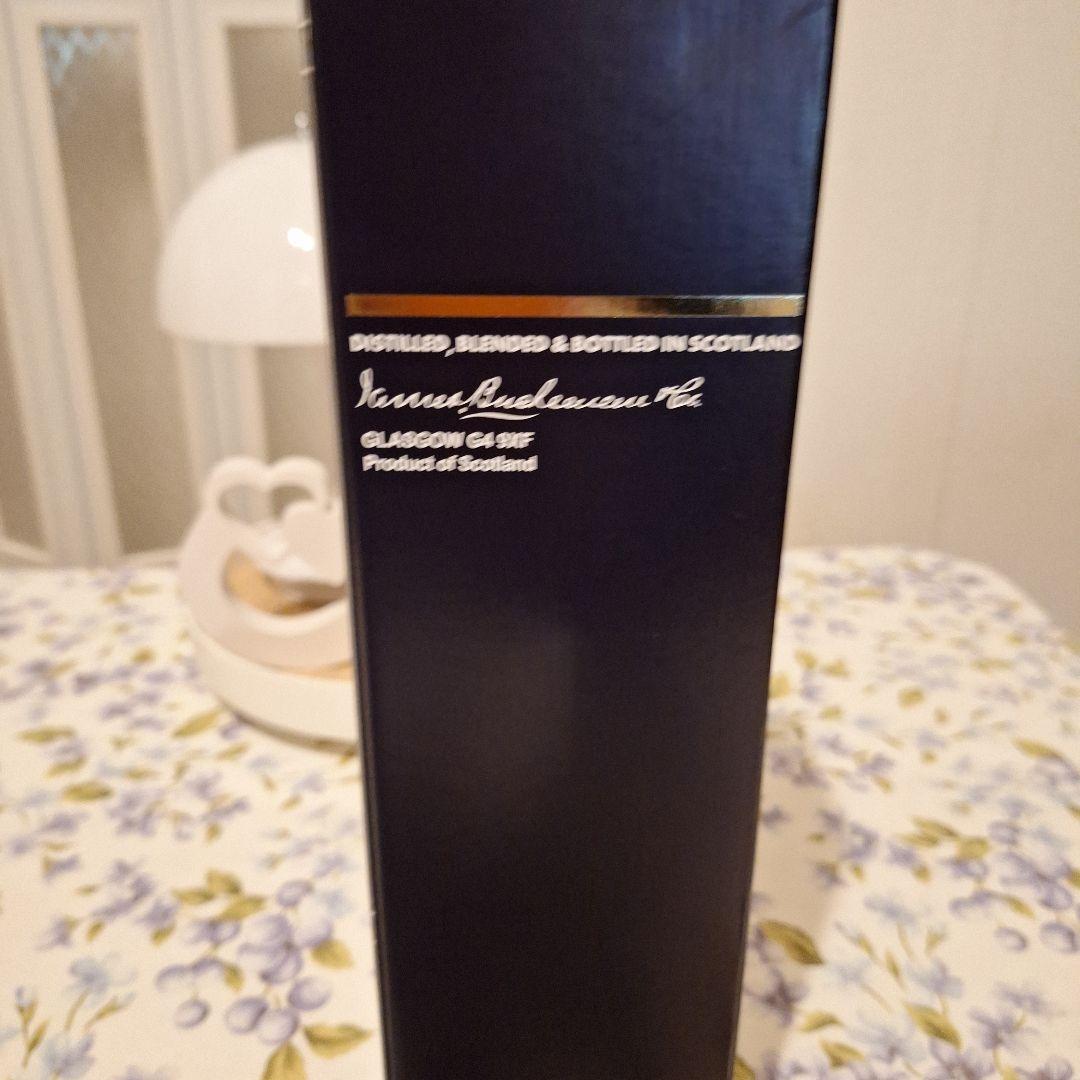 DISTILLED, BLENDED & BOTTLED IN SCOTLAND
James Buchanan & Co.
GLASGOW G4 9XF
Product of Scotland